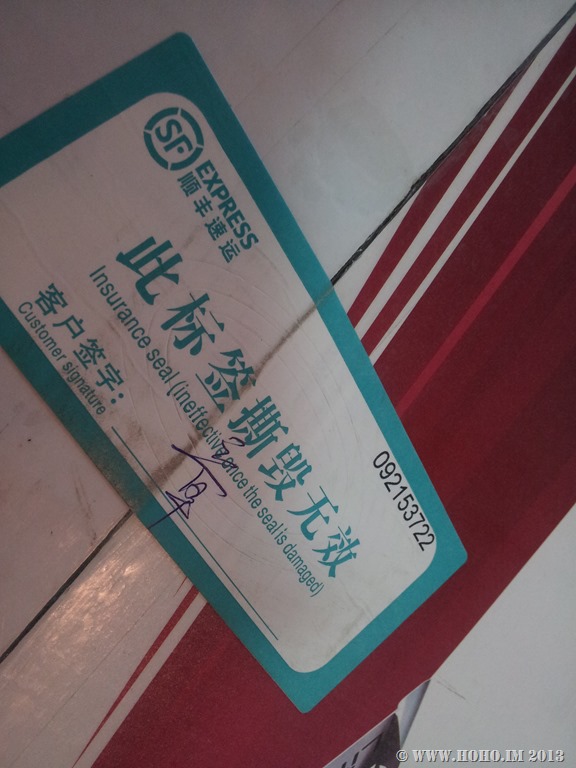 SF EXPRESS
顺丰速运
此标签撕毁无效
Insurance seal (ineffective once the seal is damaged)
客户签字:
Customer signature
092153722
© WWW.HOHO.IM 2013